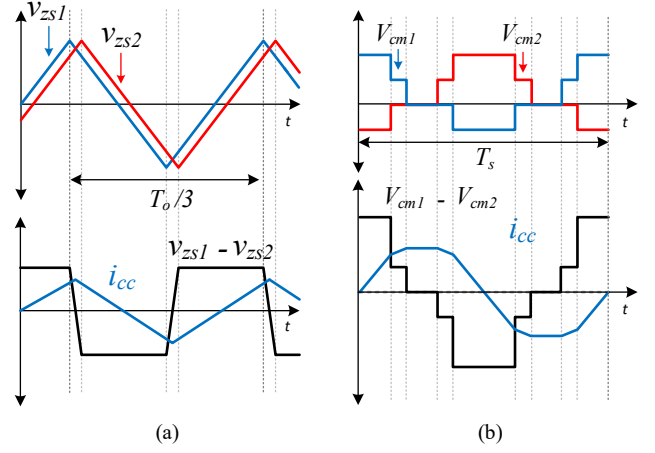 v_zs1
v_zs2
t
T_o/3
v_zs1 - v_zs2
i_cc
t
(a)
V_cm1
V_cm2
t
T_s
V_cm1 - V_cm2
i_cc
t
(b)